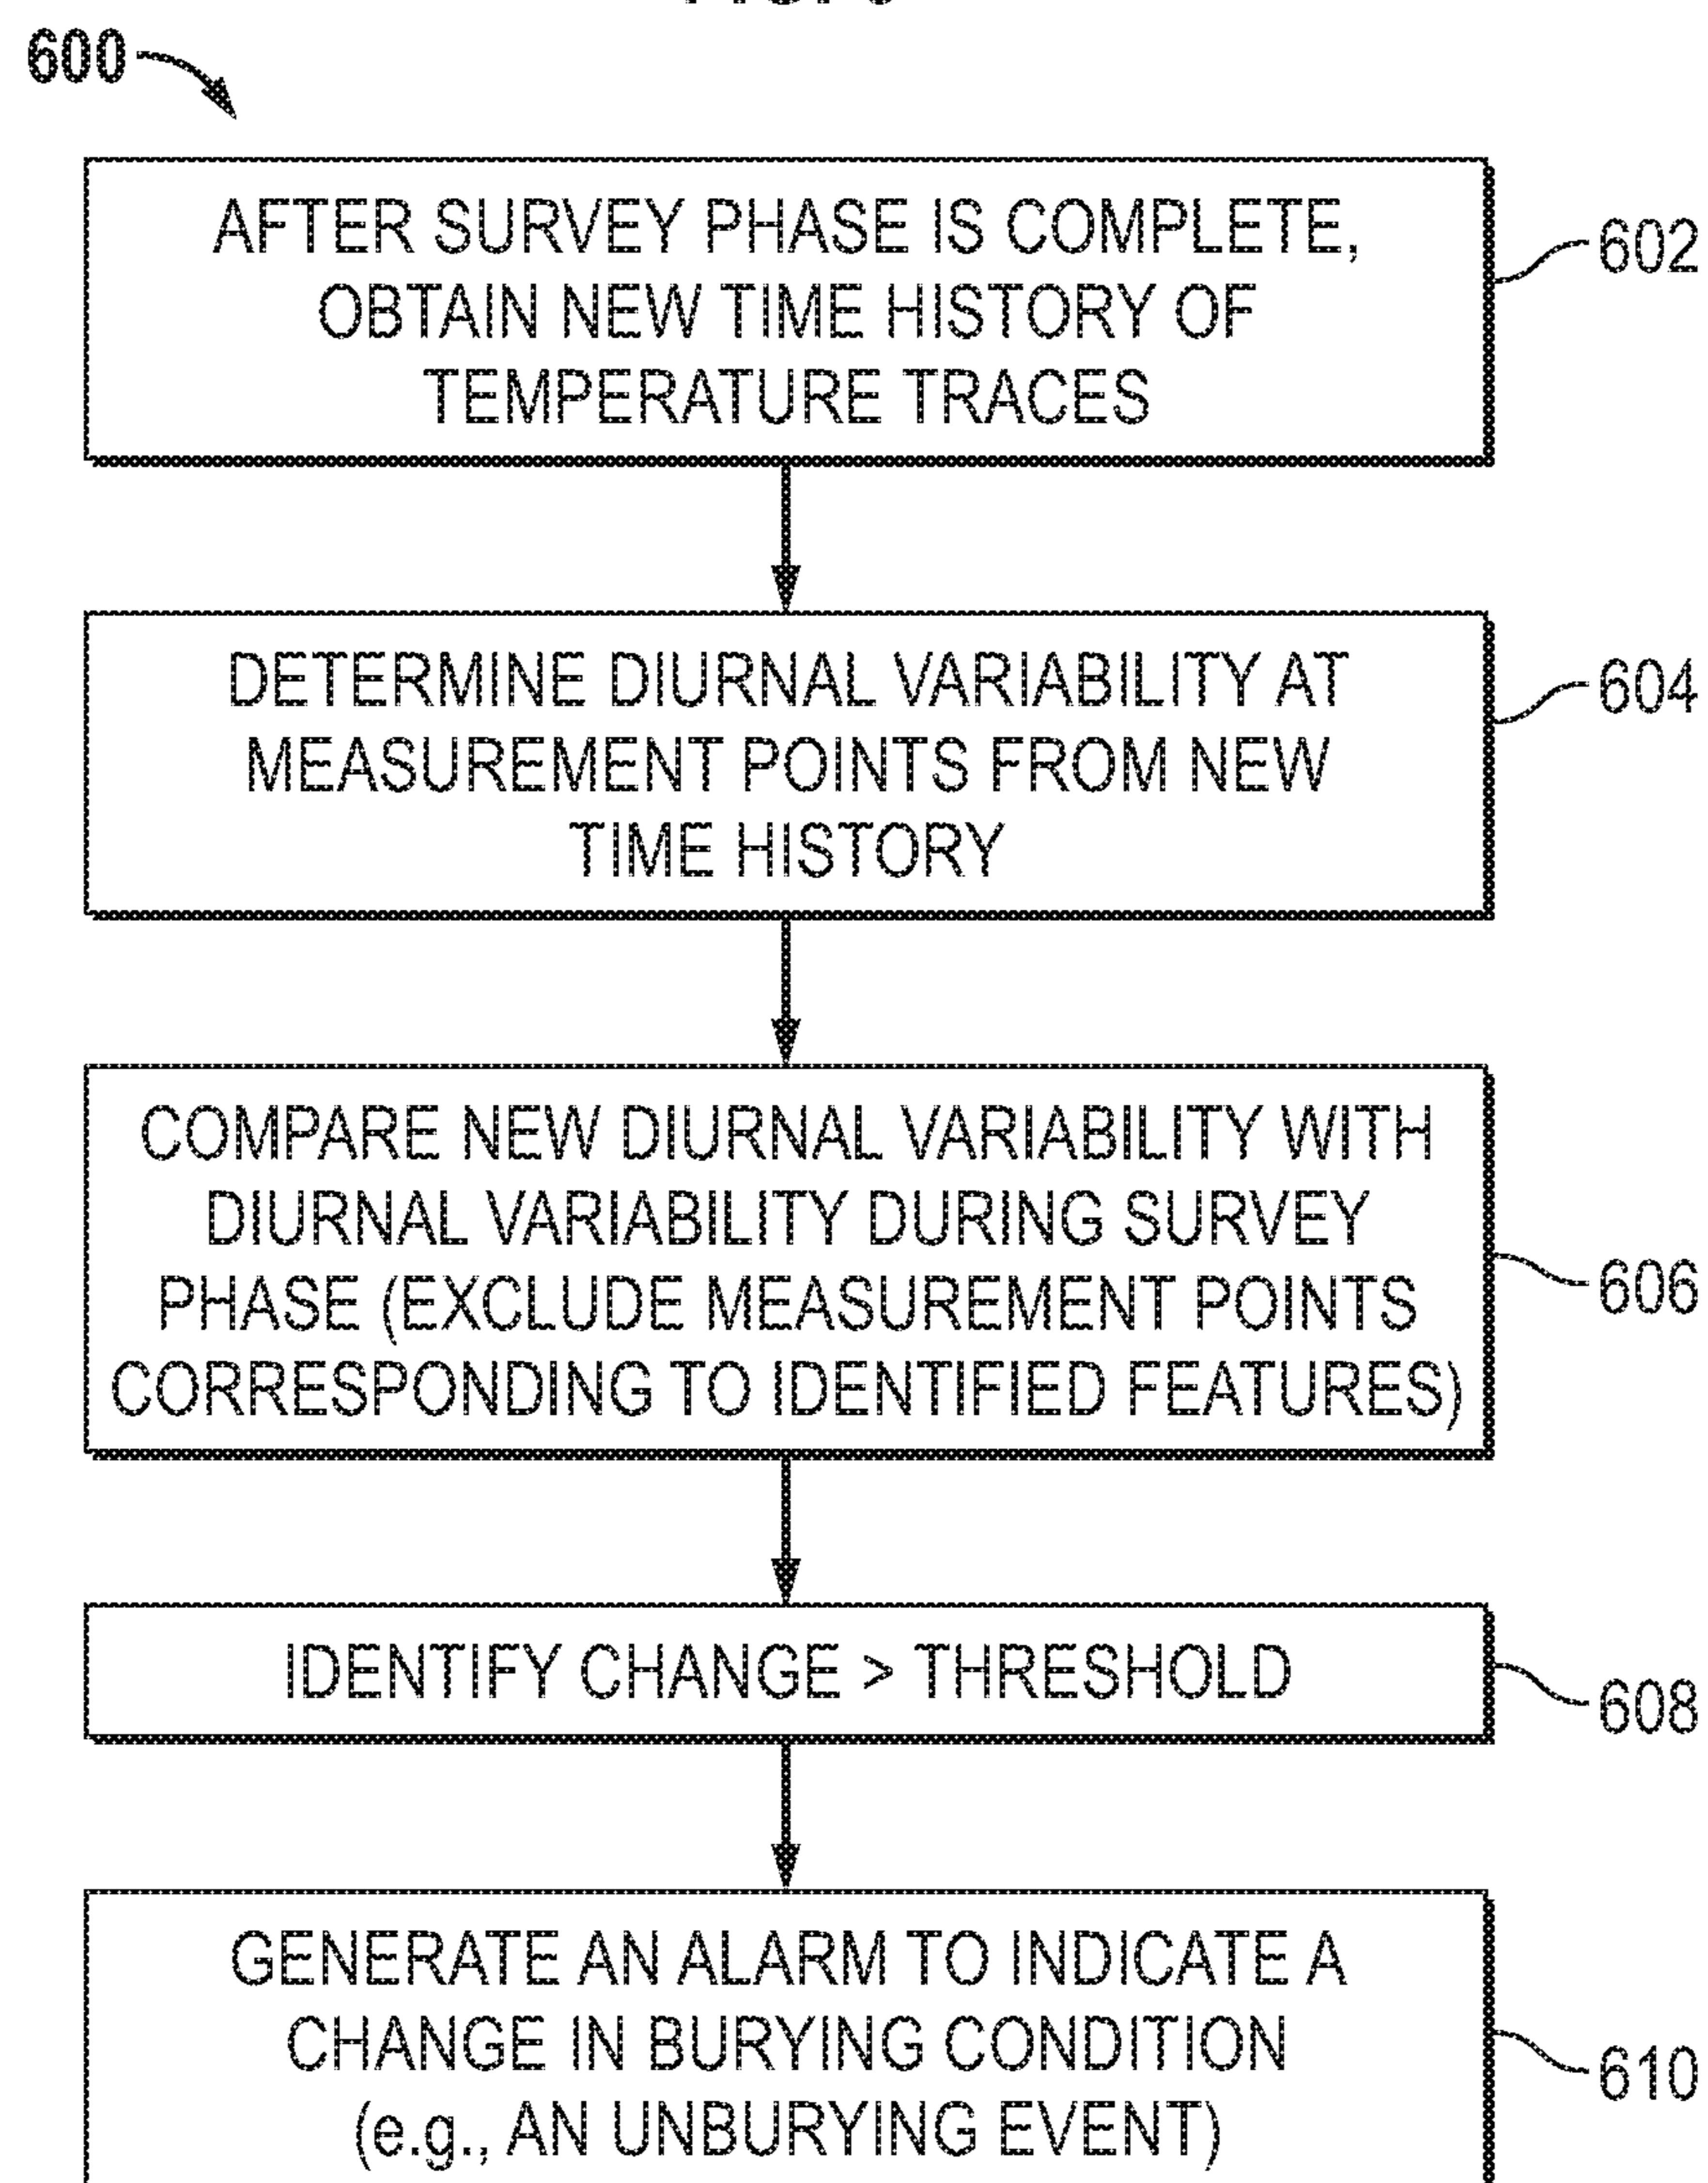 600
AFTER SURVEY PHASE IS COMPLETE,
OBTAIN NEW TIME HISTORY OF
TEMPERATURE TRACES
602
DETERMINE DIURNAL VARIABILITY AT
MEASUREMENT POINTS FROM NEW
TIME HISTORY
604
COMPARE NEW DIURNAL VARIABILITY WITH
DIURNAL VARIABILITY DURING SURVEY
PHASE (EXCLUDE MEASUREMENT POINTS
CORRESPONDING TO IDENTIFIED FEATURES)
606
IDENTIFY CHANGE > THRESHOLD
608
GENERATE AN ALARM TO INDICATE A
CHANGE IN BURYING CONDITION
(e.g., AN UNBURYING EVENT)
610